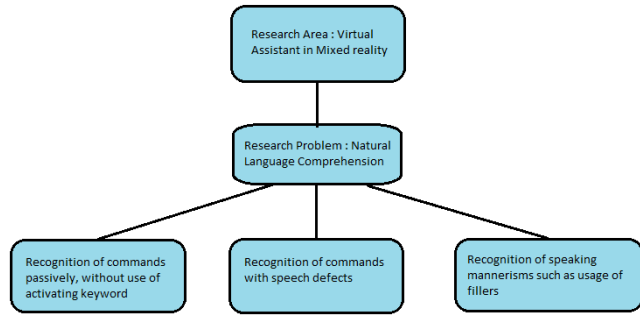 Research Area : Virtual
Assistant in Mixed reality
Research Problem : Natural
Language Comprehension
Recognition of commands
passively, without use of
activating keyword
Recognition of commands
with speech defects
Recognition of speaking
mannerisms such as usage of
fillers